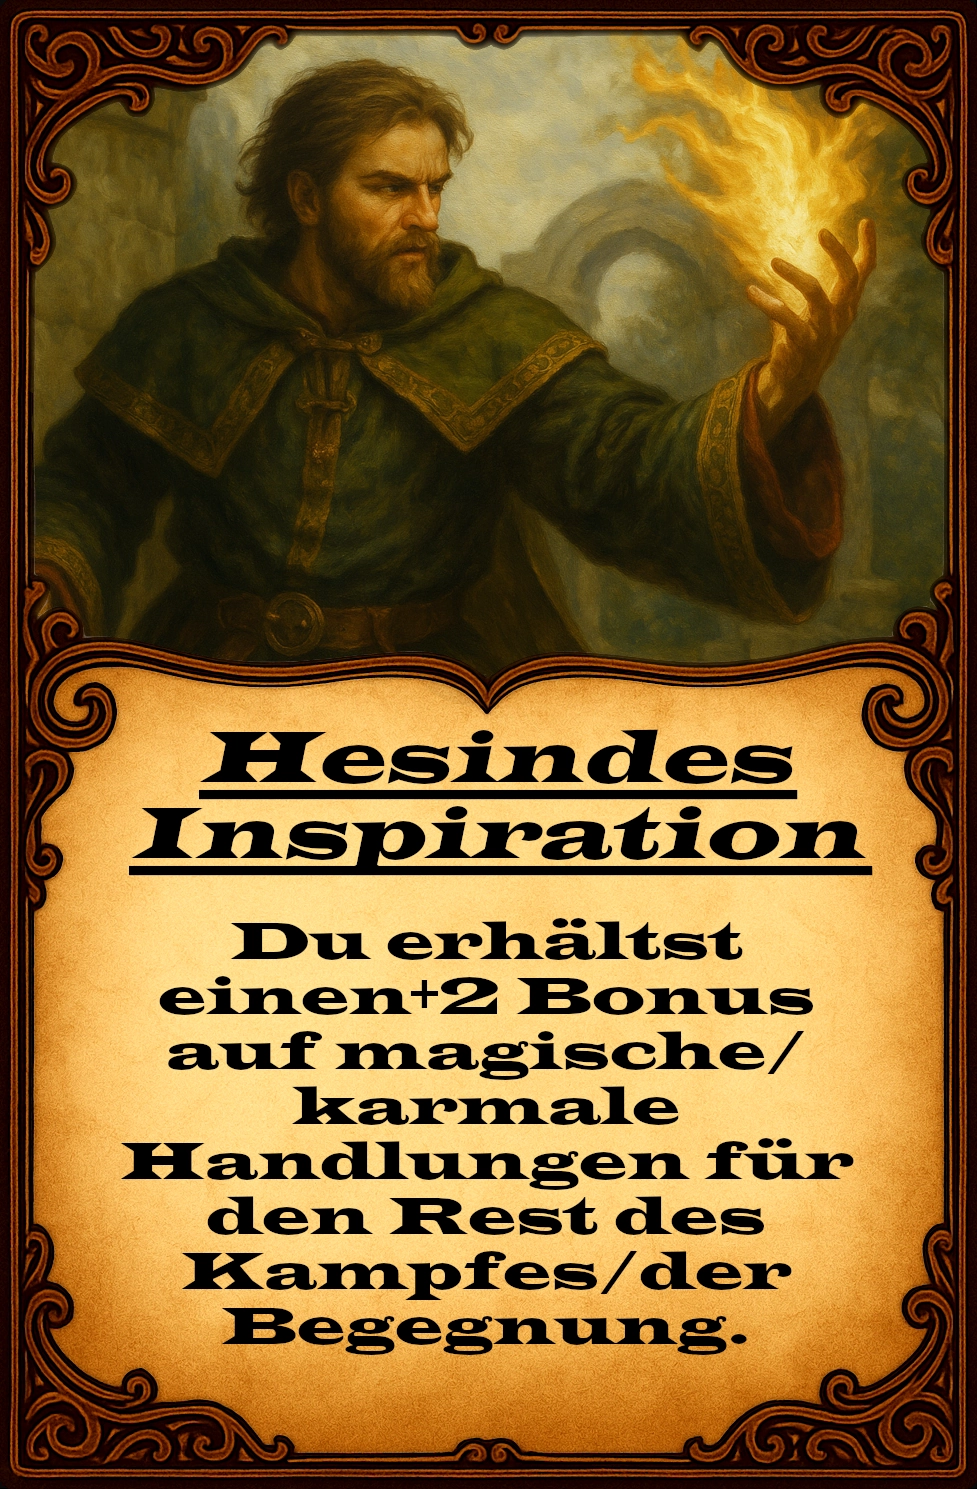 Hesindes
Inspiration
Du erhältst
einen+2 Bonus
auf magische/
karmale
Handlungen für
den Rest des
Kampfes/der
Begegnung.